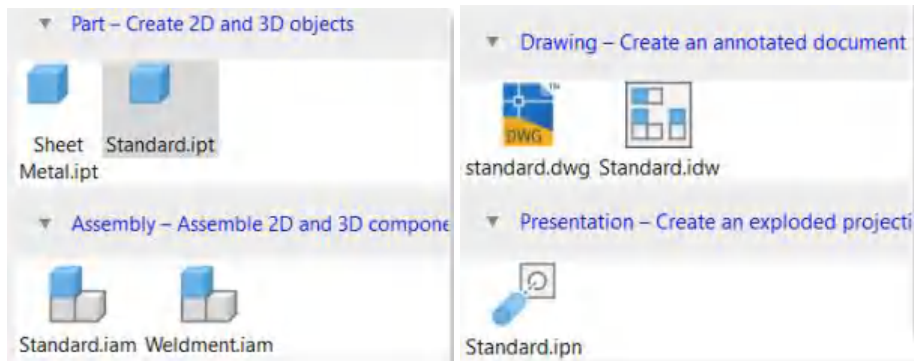 Part – Create 2D and 3D objects
Sheet Metal.ipt
Standard.ipt
Assembly – Assemble 2D and 3D compone
Standard.iam
Weldment.iam
Drawing – Create an annotated document
DWG
standard.dwg
Standard.idw
Presentation – Create an exploded projecti
Standard.ipn